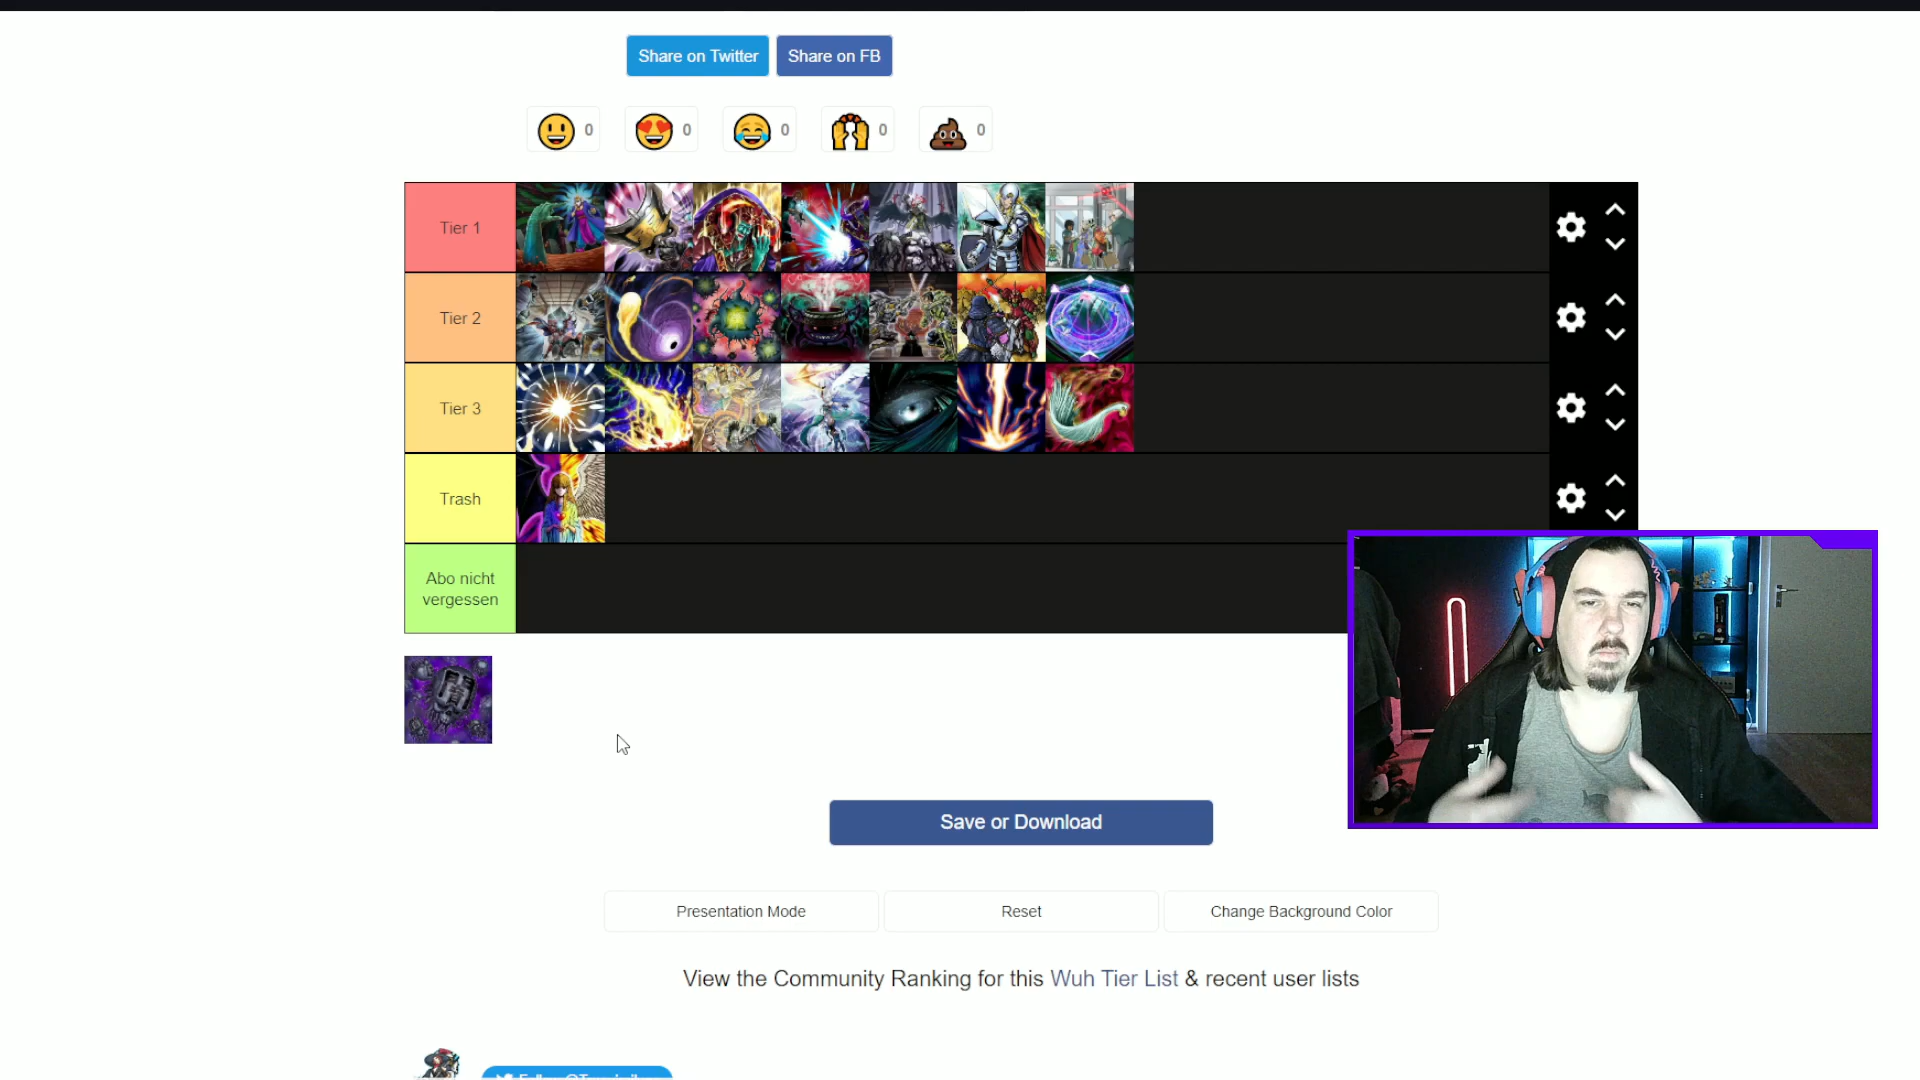 Share on Twitter Share on FB
0 0 0 0 0
Tier 1
Tier 2
Tier 3
Trash
Abo nicht
vergessen
Save or Download
Presentation Mode Reset Change Background Color
View the Community Ranking for this Wuh Tier List & recent user lists